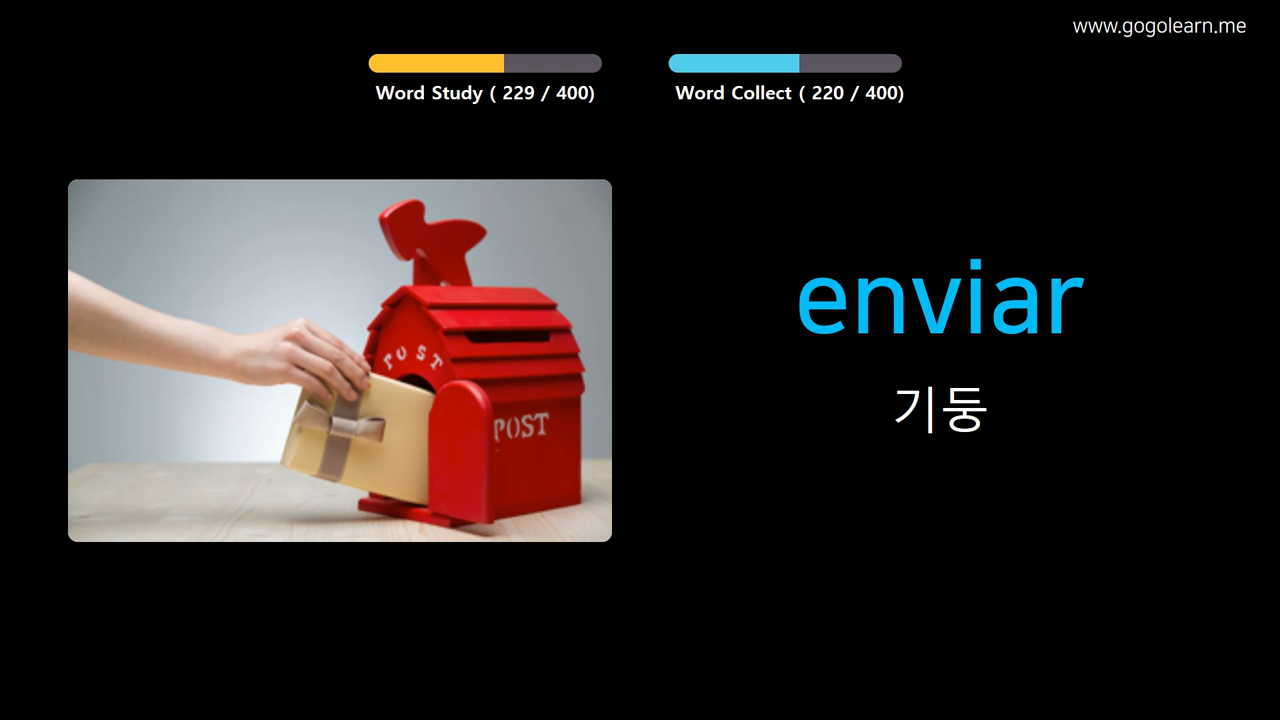 www.gogolearn.me
Word Study ( 229 / 400)
Word Collect ( 220 / 400)
enviar
기둥
POST
POST